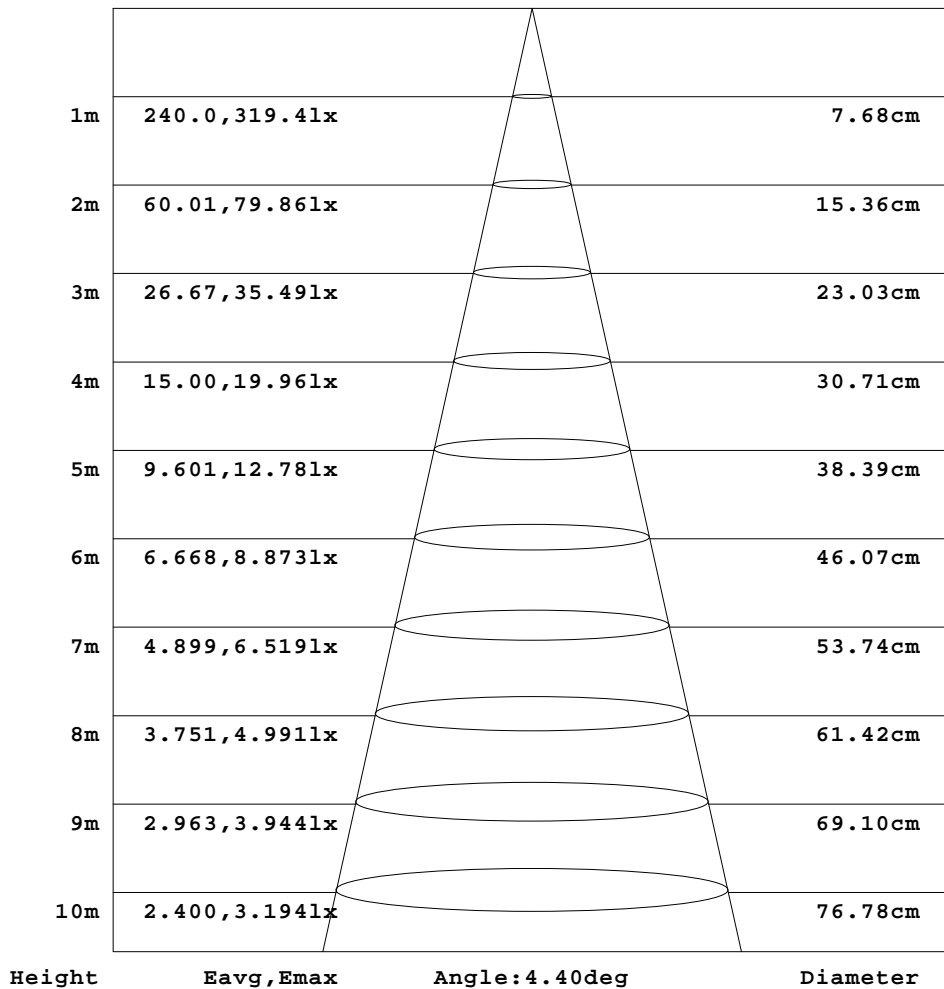 1m 240.0,319.4lx 7.68cm
2m 60.01,79.86lx 15.36cm
3m 26.67,35.49lx 23.03cm
4m 15.00,19.96lx 30.71cm
5m 9.601,12.78lx 38.39cm
6m 6.668,8.873lx 46.07cm
7m 4.899,6.519lx 53.74cm
8m 3.751,4.991lx 61.42cm
9m 2.963,3.944lx 69.10cm
10m 2.400,3.194lx 76.78cm
Height Eavg,Emax Angle:4.40deg Diameter